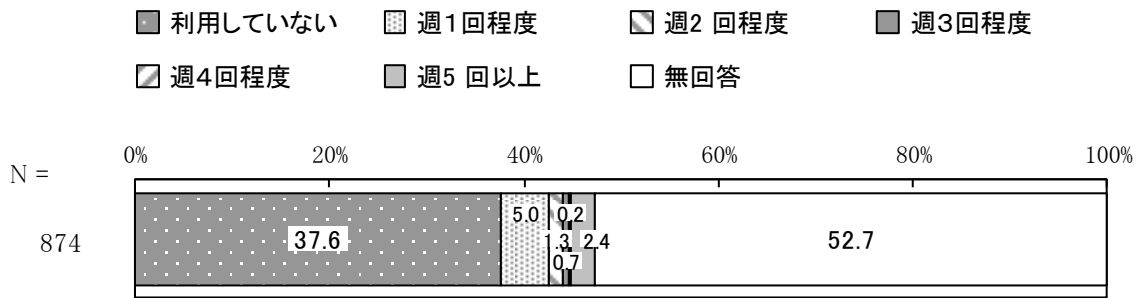 利用していない 週1回程度 週2 回程度 週3回程度
週4回程度 週5 回以上 無回答
0% 20% 40% 60% 80% 100%
N =
5.0 0.2
874 37.6 1.3 2.4 52.7
0.7